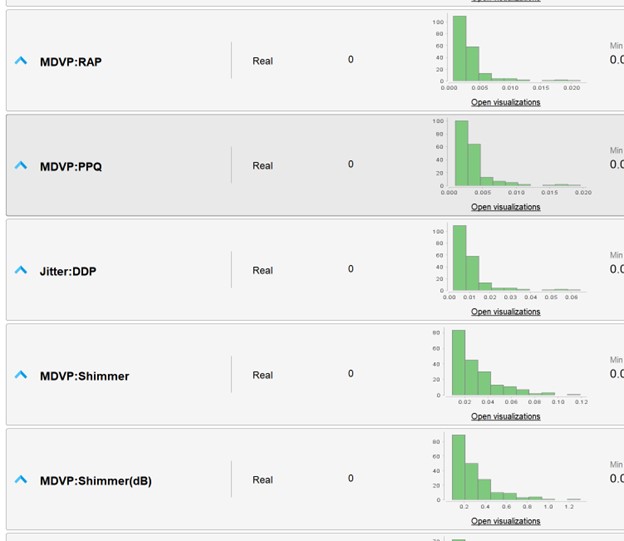 Open visualizations
100
80
60
40
20
0
0.000 0.005 0.010 0.015 0.020
MDVP:RAP Real 0
Min
0.0
Open visualizations
100
80
60
40
20
0
0.000 0.005 0.010 0.015 0.020
MDVP:PPQ Real 0
Min
0.0
Open visualizations
100
80
60
40
20
0
0.00 0.01 0.02 0.03 0.04 0.05 0.06
Jitter:DDP Real 0
Min
0.0
Open visualizations
80
60
40
20
0
0.02 0.04 0.06 0.08 0.10 0.12
MDVP:Shimmer Real 0
Min
0.0
Open visualizations
80
60
40
20
0
0.2 0.4 0.6 0.8 1.0 1.2
MDVP:Shimmer(dB) Real 0
Min
0.0
Open visualizations